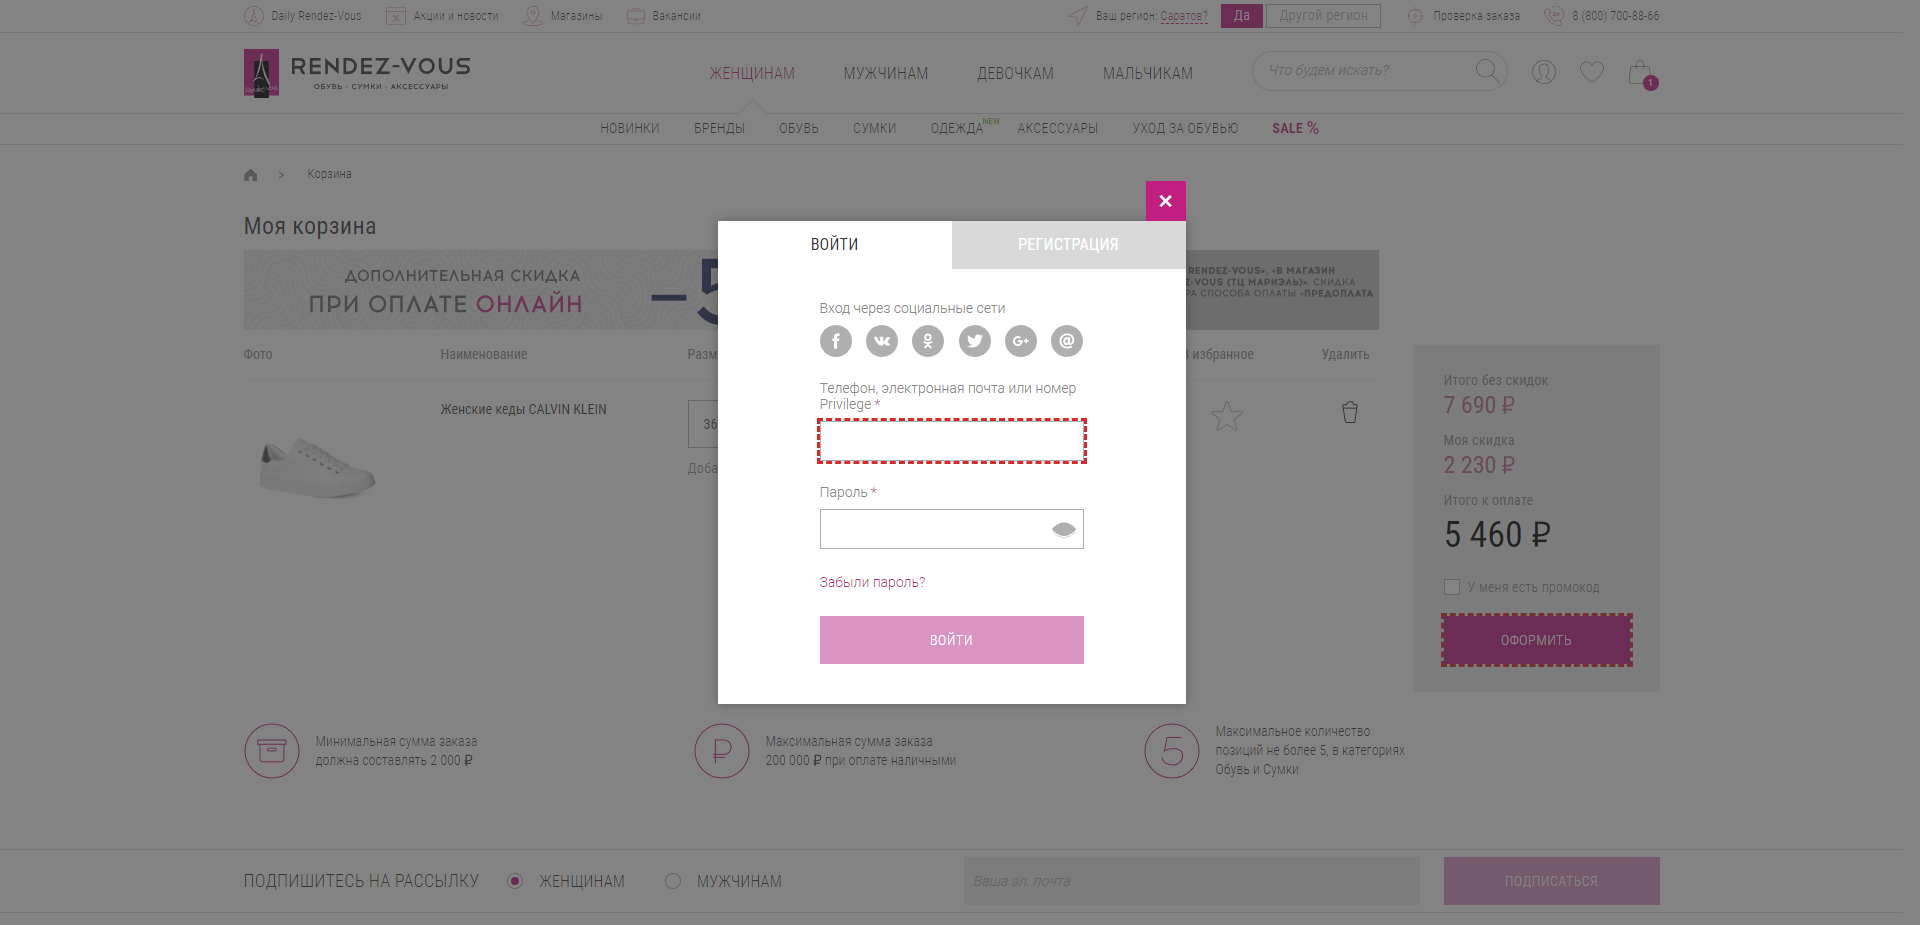 Daily Rendez-Vous
Акции и новости
Магазины
Вакансии
Ваш регион: Саратов?
Да
Другой регион
Проверка заказа
8 (800) 700-88-66
RENDEZ-VOUS
ОБУВЬ · СУМКИ · АКСЕССУАРЫ
ЖЕНЩИНАМ
МУЖЧИНАМ
ДЕВОЧКАМ
МАЛЬЧИКАМ
Что будем искать?
1
НОВИНКИ
БРЕНДЫ
ОБУВЬ
СУМКИ
ОДЕЖДА
NEW
АКСЕССУАРЫ
УХОД ЗА ОБУВЬЮ
SALE %
> Корзина
Моя корзина
ДОПОЛНИТЕЛЬНАЯ СКИДКА
ПРИ ОПЛАТЕ ОНЛАЙН
–5
RENDEZ-VOUS», «В МАГАЗИН
Z-VOUS (ТЦ МАРИЭЛЬ)». СКИДКА
РА СПОСОБА ОПЛАТЫ «ПРЕДОПЛАТА
Фото
Наименование
избранное
Удалить
Женские кеды CALVIN KLEIN
36
ВОЙТИ
РЕГИСТРАЦИЯ
Вход через социальные сети
Телефон, электронная почта или номер
Privilege *
Пароль *
Забыли пароль?
ВОЙТИ
Итого без скидок
7 690 ₽
Моя скидка
2 230 ₽
Итого к оплате
5 460 ₽
У меня есть промокод
ОФОРМИТЬ
Минимальная сумма заказа
должна составлять 2 000 ₽
Максимальная сумма заказа
200 000 ₽ при оплате наличными
5
Максимальное количество
позиций не более 5, в категориях
Обувь и Сумки
ПОДПИШИТЕСЬ НА РАССЫЛКУ
ЖЕНЩИНАМ
МУЖЧИНАМ
Ваша эл. почта
ПОДПИСАТЬСЯ